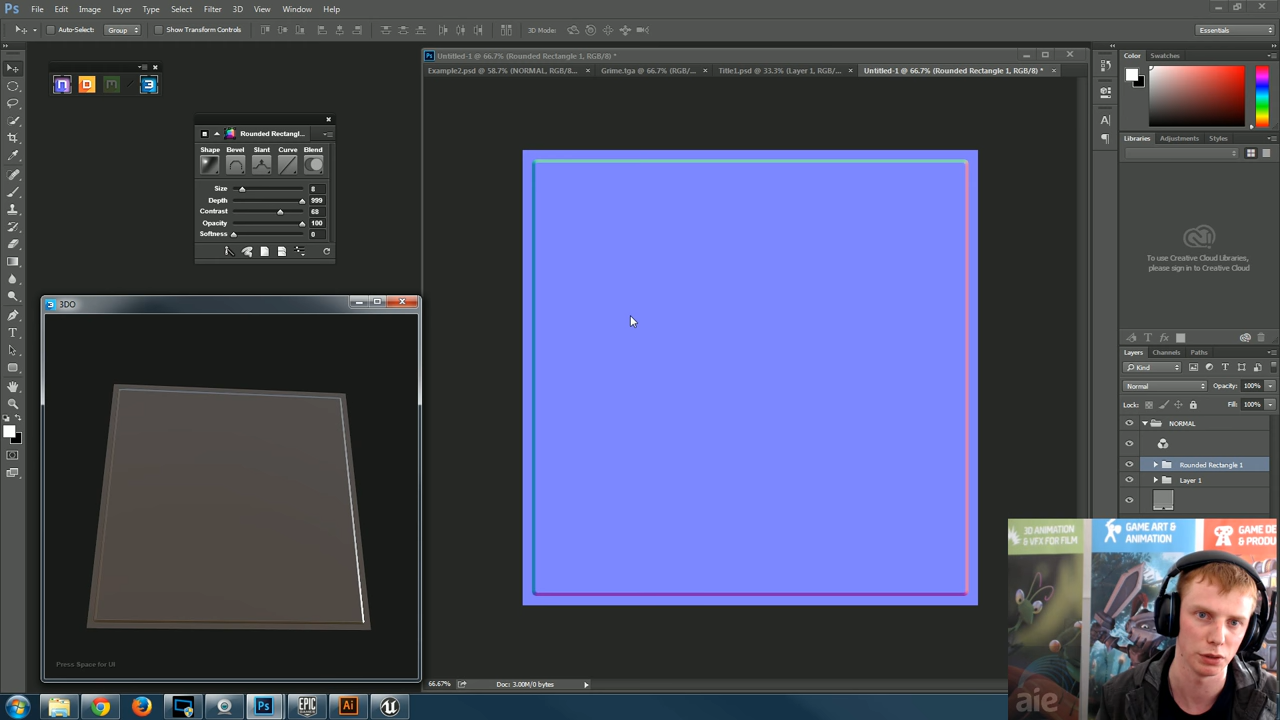 Ps File Edit Image Layer Type Select Filter 3D View Window Help
Auto-Select: Group Show Transform Controls 3D Mode: Essentials
Untitled-1 @ 66.7% (Rounded Rectangle 1, RGB/8) *
Example2.psd @ 58.7% (NORMAL, RGB/8... × Grime.tga @ 66.7% (RGB/... × Title1.psd @ 33.3% (Layer 1, RGB/... × Untitled-1 @ 66.7% (Rounded Rectangle 1, RGB/8) * ×
Color Swatches
Rounded Rectangl...
Shape Bevel Slant Curve Blend
Size 8
Depth 999
Contrast 68
Opacity 100
Softness 0
Libraries Adjustments Styles
To use Creative Cloud Libraries,
please sign in to Creative Cloud
3DO
Press Space for UI
Layers Channels Paths
Kind
Normal Opacity: 100%
Lock: Fill: 100%
NORMAL
Rounded Rectangle 1
Layer 1
3D ANIMATION
& VFX FOR FILM
GAME ART &
ANIMATION
GAME DE
& PRODU
aie
66.67% Doc: 3.00M/0 bytes
Ps EPIC GAMES Ai